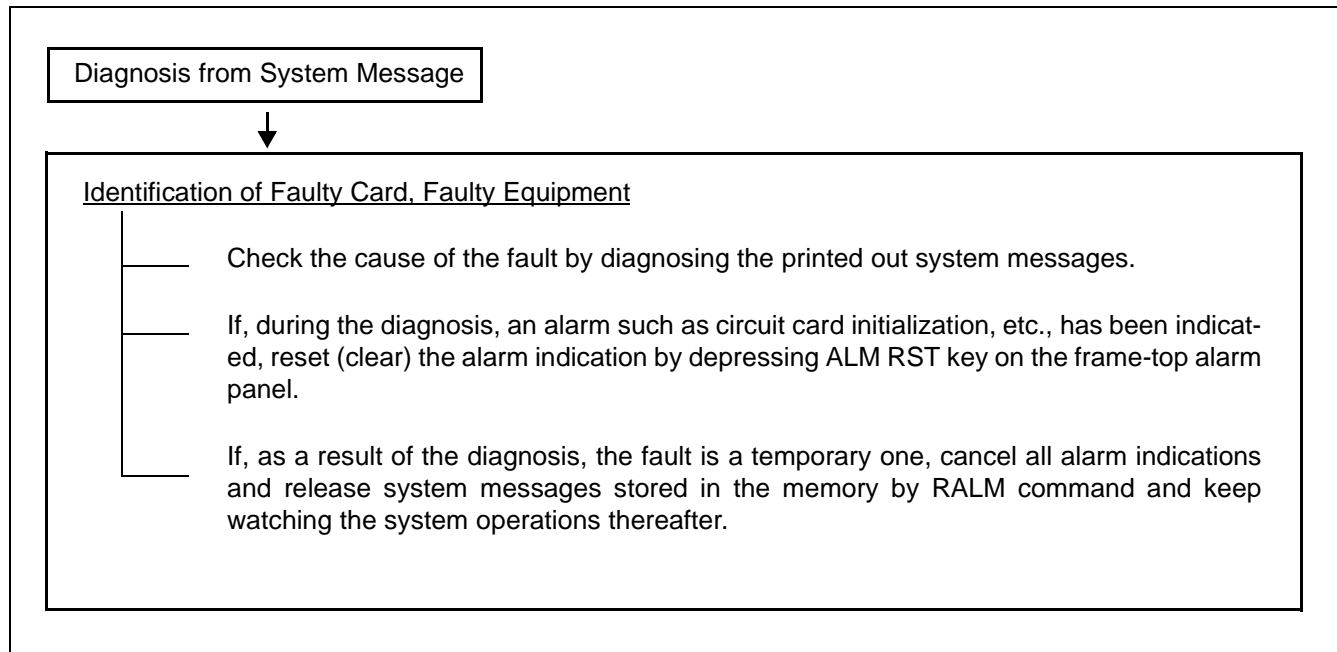 Diagnosis from System Message
Identification of Faulty Card, Faulty Equipment
Check the cause of the fault by diagnosing the printed out system messages.
If, during the diagnosis, an alarm such as circuit card initialization, etc., has been indicat-
ed, reset (clear) the alarm indication by depressing ALM RST key on the frame-top alarm
panel.
If, as a result of the diagnosis, the fault is a temporary one, cancel all alarm indications
and release system messages stored in the memory by RALM command and keep
watching the system operations thereafter.